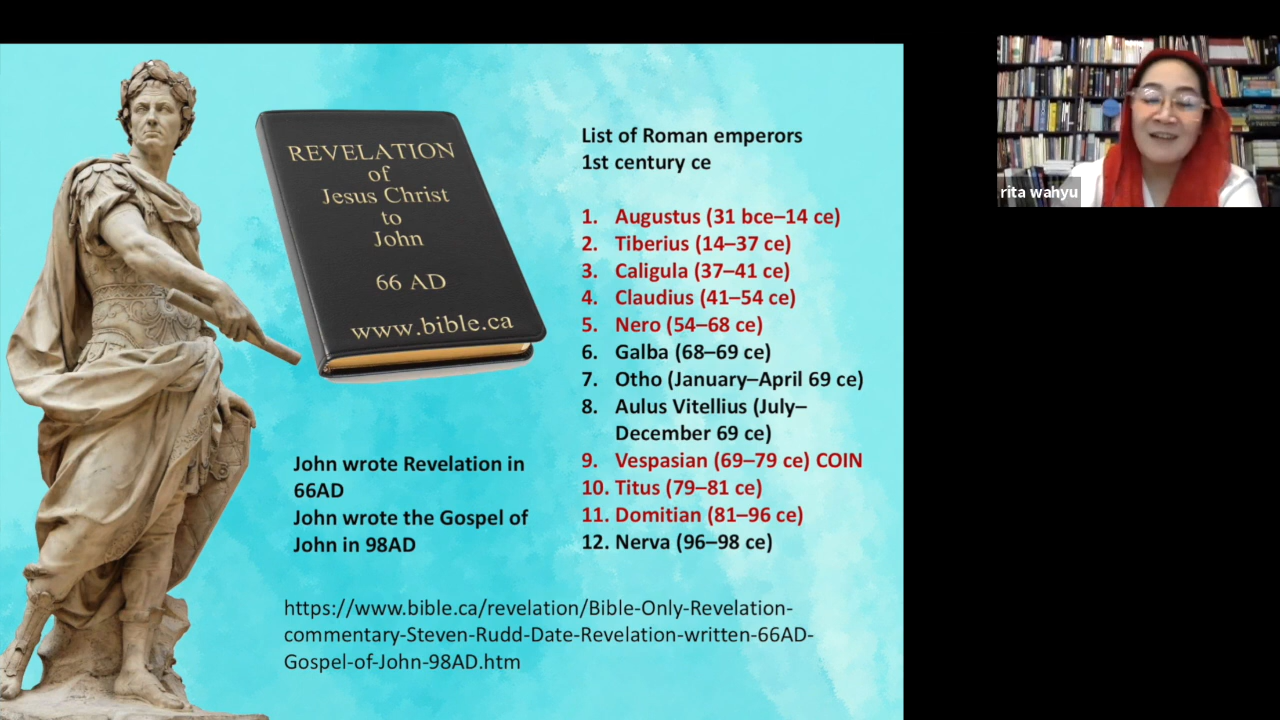 REVELATION
of
Jesus Christ
to
John
66 AD
www.bible.ca
John wrote Revelation in
66AD
John wrote the Gospel of
John in 98AD
List of Roman emperors
1st century ce
1. Augustus (31 bce–14 ce)
2. Tiberius (14–37 ce)
3. Caligula (37–41 ce)
4. Claudius (41–54 ce)
5. Nero (54–68 ce)
6. Galba (68–69 ce)
7. Otho (January–April 69 ce)
8. Aulus Vitellius (July–
December 69 ce)
9. Vespasian (69–79 ce) COIN
10. Titus (79–81 ce)
11. Domitian (81–96 ce)
12. Nerva (96–98 ce)
https://www.bible.ca/revelation/Bible-Only-Revelation-
commentary-Steven-Rudd-Date-Revelation-written-66AD-
Gospel-of-John-98AD.htm
rita wahyu